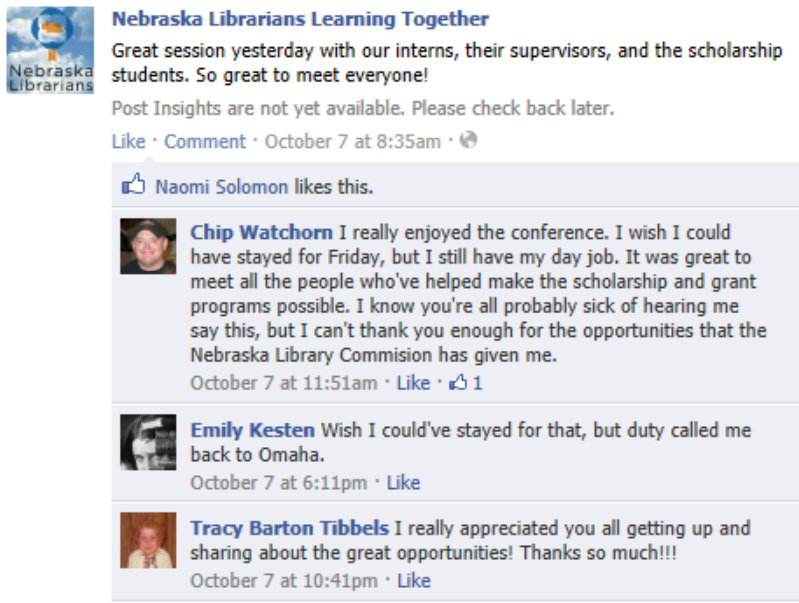 Nebraska
Librarians
Nebraska Librarians Learning Together
Great session yesterday with our interns, their supervisors, and the scholarship
students. So great to meet everyone!
Post Insights are not yet available. Please check back later.
Like · Comment · October 7 at 8:35am ·
Naomi Solomon likes this.
Chip Watchorn I really enjoyed the conference. I wish I could
have stayed for Friday, but I still have my day job. It was great to
meet all the people who've helped make the scholarship and grant
programs possible. I know you're all probably sick of hearing me
say this, but I can't thank you enough for the opportunities that the
Nebraska Library Commision has given me.
October 7 at 11:51am · Like · 1
Emily Kesten Wish I could've stayed for that, but duty called me
back to Omaha.
October 7 at 6:11pm · Like
Tracy Barton Tibbels I really appreciated you all getting up and
sharing about the great opportunities! Thanks so much!!!
October 7 at 10:41pm · Like